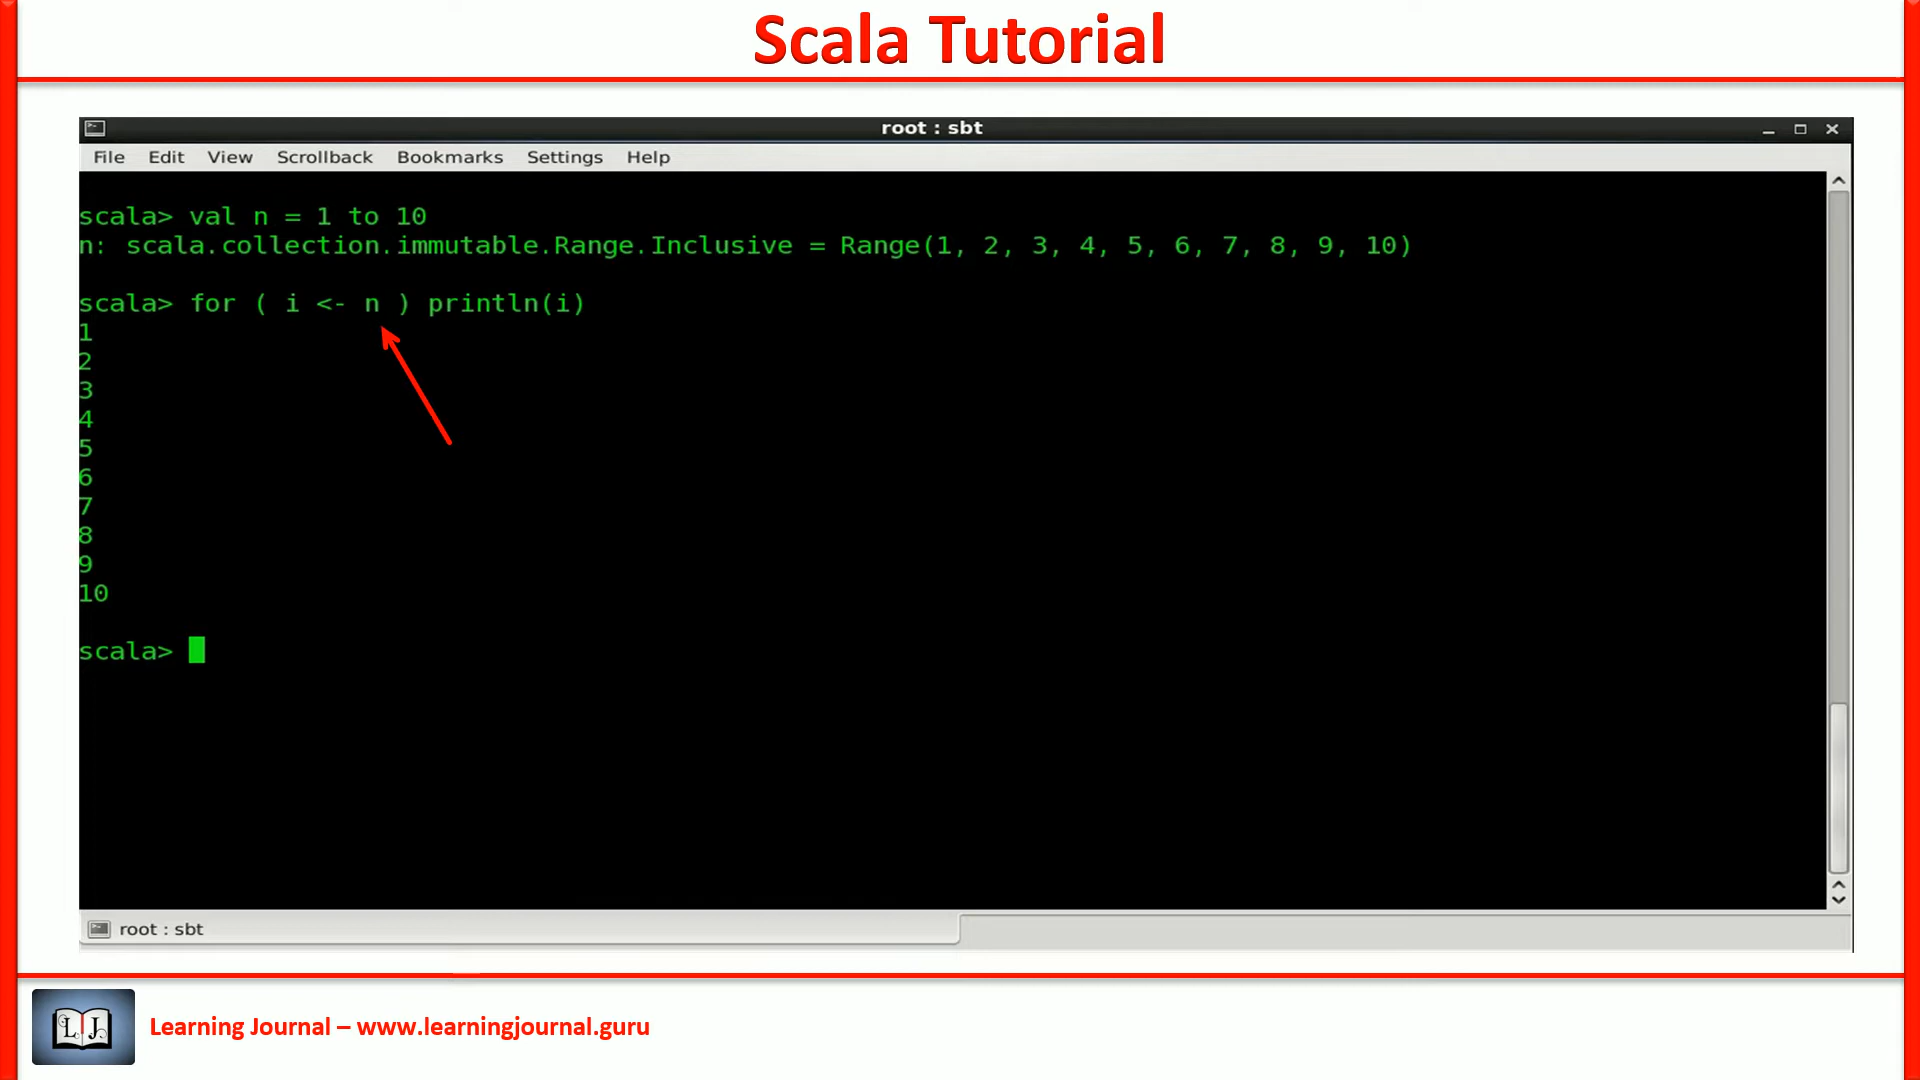 Scala Tutorial
root : sbt
File Edit View Scrollback Bookmarks Settings Help
scala> val n = 1 to 10
n: scala.collection.immutable.Range.Inclusive = Range(1, 2, 3, 4, 5, 6, 7, 8, 9, 10)
scala> for ( i <- n ) println(i)
1
2
3
4
5
6
7
8
9
10
scala>
root : sbt
L J
Learning Journal – www.learningjournal.guru